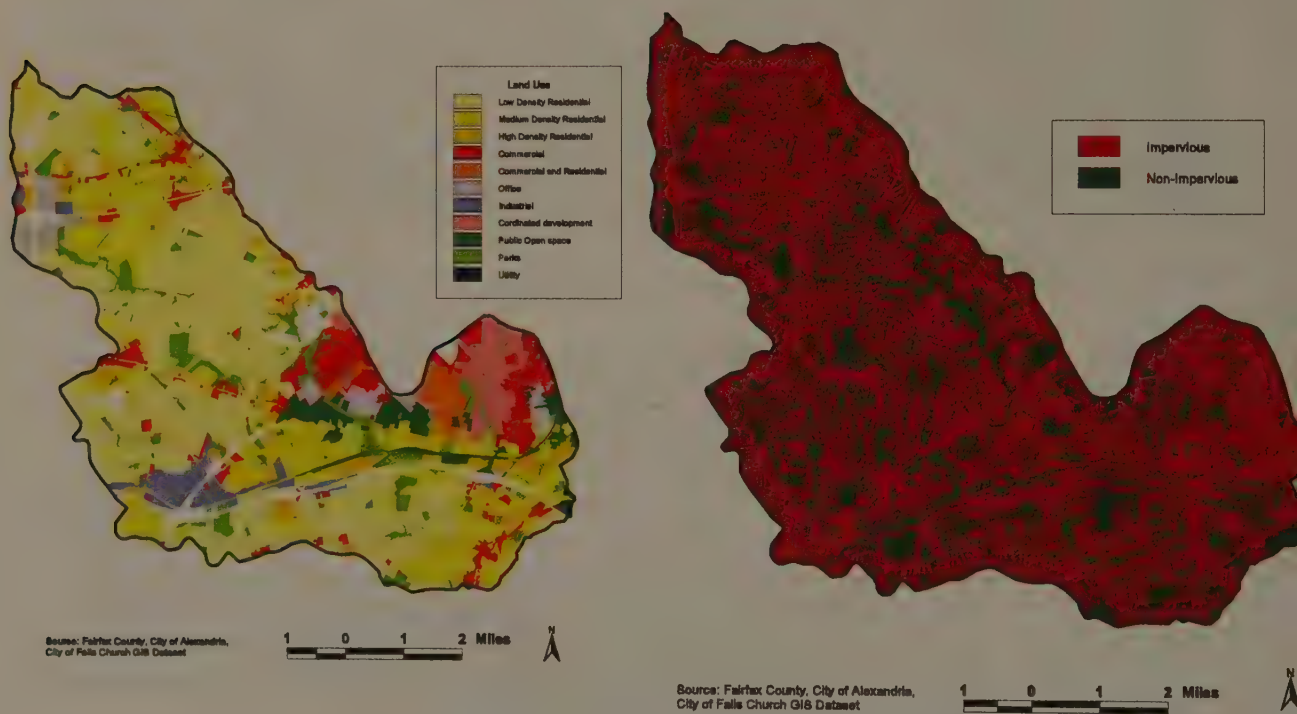 Land Use
Low Density Residential
Medium Density Residential
High Density Residential
Commercial
Commercial and Residential
Office
Industrial
Cordinated development
Public Open space
Parks
Utility
Source: Fairfax County, City of Alexandria,
City of Falls Church GIS Dataset
1 0 1 2 Miles
N
Impervious
Non-Impervious
Source: Fairfax County, City of Alexandria,
City of Falls Church GIS Dataset
1 0 1 2 Miles
N